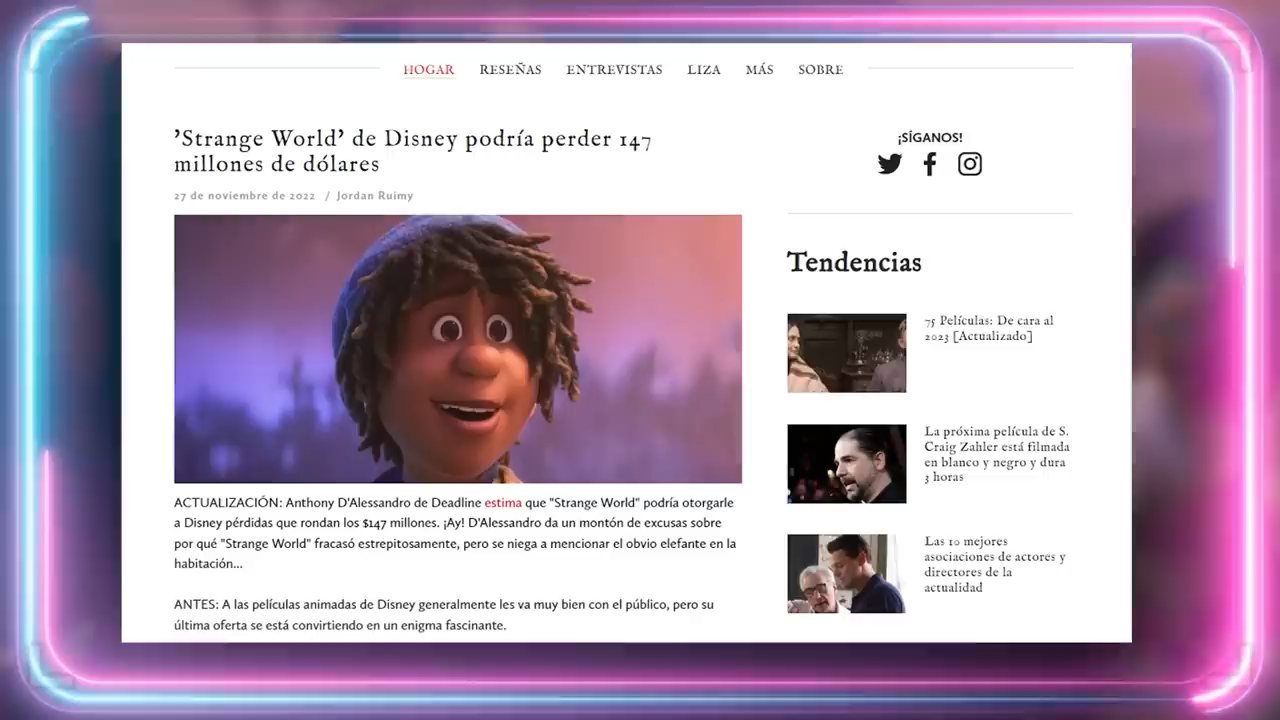 HOGAR RESEÑAS ENTREVISTAS LIZA MÁS SOBRE
'Strange World' de Disney podría perder 147
millones de dólares
27 de noviembre de 2022 / Jordan Ruimy
ACTUALIZACIÓN: Anthony D'Alessandro de Deadline estima que "Strange World" podría otorgarle
a Disney pérdidas que rondan los $147 millones. ¡Ay! D'Alessandro da un montón de excusas sobre
por qué "Strange World" fracasó estrepitosamente, pero se niega a mencionar el obvio elefante en la
habitación...
ANTES: A las películas animadas de Disney generalmente les va muy bien con el público, pero su
última oferta se está convirtiendo en un enigma fascinante.
¡SÍGANOS!
Tendencias
75 Películas: De cara al
2023 [Actualizado]
La próxima película de S.
Craig Zahler está filmada
en blanco y negro y dura
3 horas
Las 10 mejores
asociaciones de actores y
directores de la
actualidad